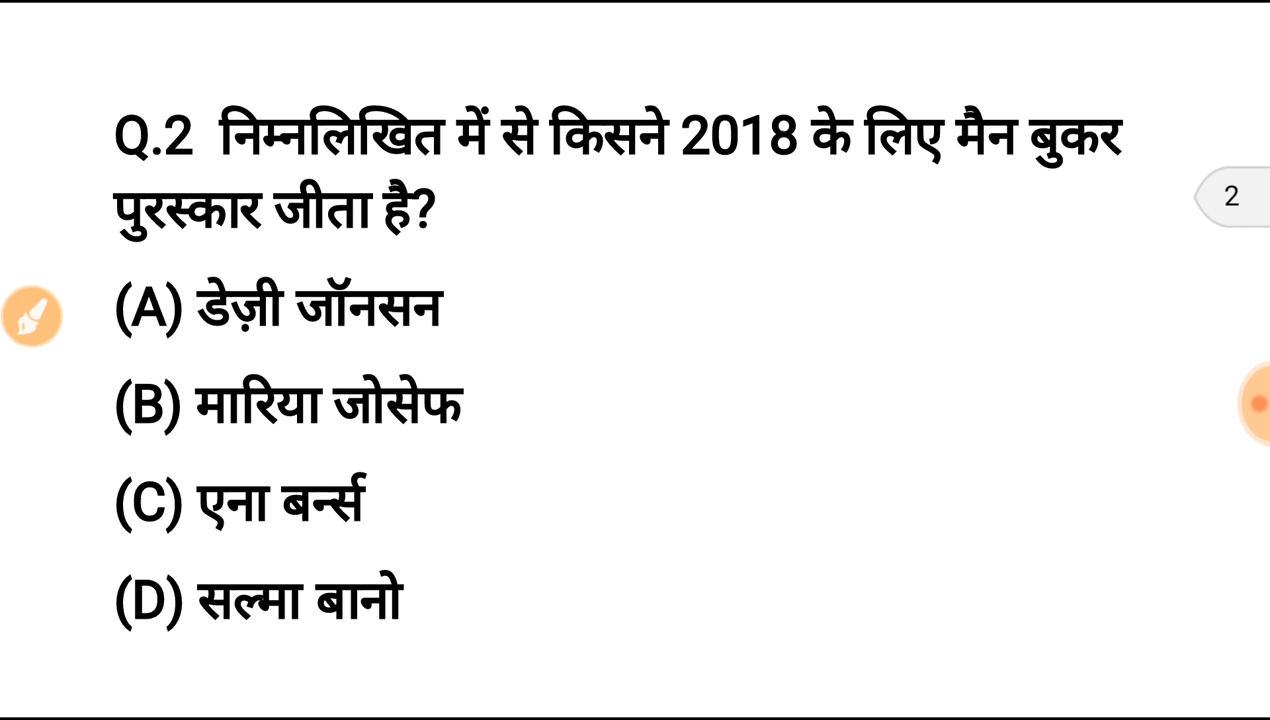 Q.2 निम्नलिखित में से किसने 2018 के लिए मैन बुकर
पुरस्कार जीता है?
2
(A) डेज़ी जॉनसन
(B) मारिया जोसेफ
(C) एना बर्न्स
(D) सल्मा बानो